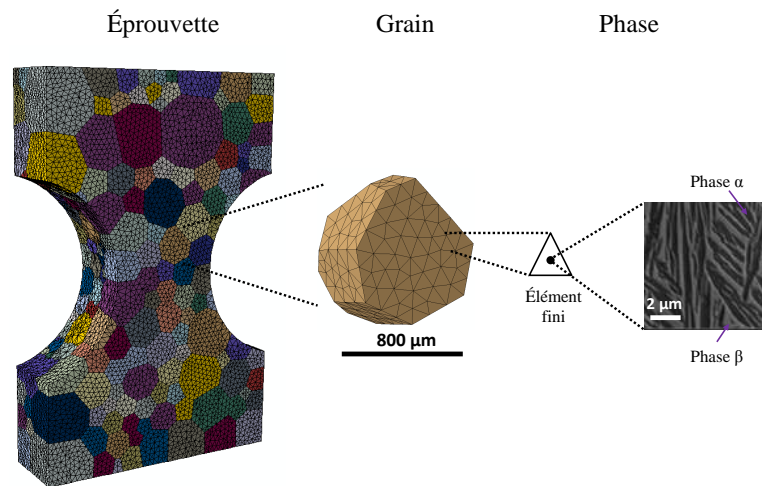 Éprouvette
Grain
Phase
Phase α
Élément
fini
2 μm
800 μm
Phase β